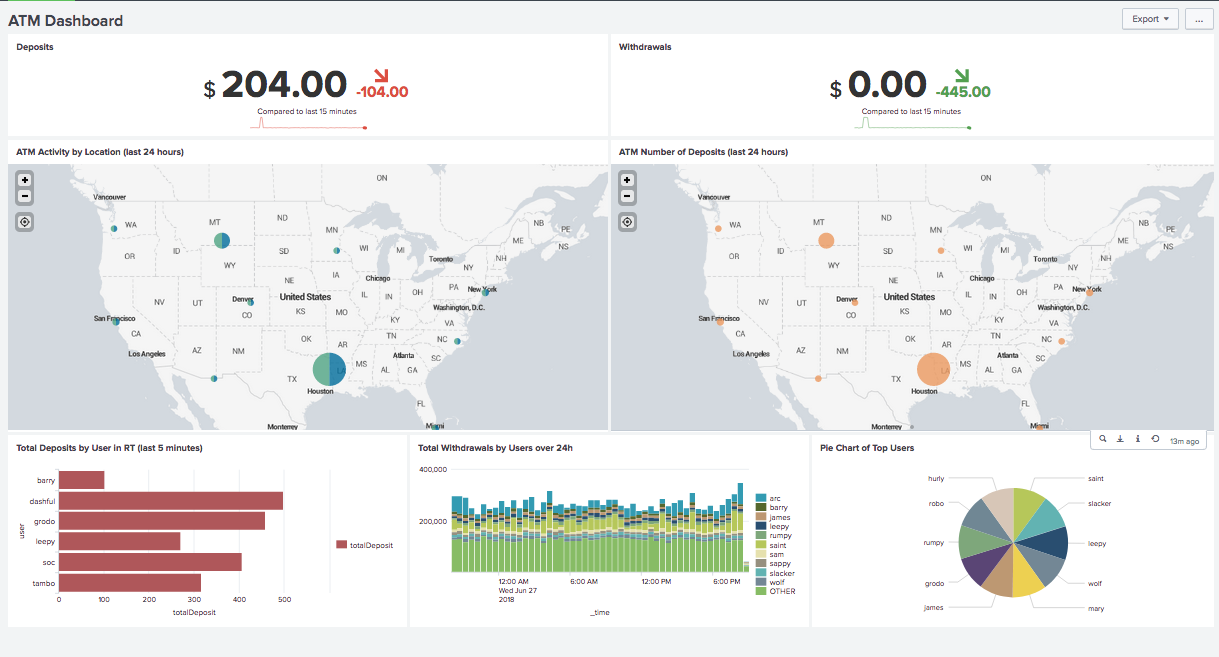 ATM Dashboard
Export
...
Deposits
$ 204.00 -104.00
Compared to last 15 minutes
Withdrawals
$ 0.00 -445.00
Compared to last 15 minutes
ATM Activity by Location (last 24 hours)
+
−
ON
Vancouver
WA
MT
ND
MN
NB
PE
NS
ME
OR
ID
SD
WI
MI
Toronto
NH
NY
WY
IA
Chicago
NE
PA
New York
NV
UT
Denver
United States
IL
IN
OH
CO
KS
MO
Washington, D.C.
San Francisco
KY
VA
CA
OK
AR
TN
NC
Los Angeles
AZ
NM
Atlanta
SC
MS
AL
GA
LA
TX
Houston
FL
Monterrey
Miami
ATM Number of Deposits (last 24 hours)
+
−
ON
Vancouver
WA
MT
ND
MN
NB
PE
NS
ME
OR
ID
SD
WI
MI
Toronto
NH
NY
WY
IA
Chicago
NE
PA
New York
NV
UT
Denver
United States
IL
IN
OH
CO
KS
MO
Washington, D.C.
San Francisco
KY
VA
CA
OK
AR
TN
NC
Los Angeles
AZ
NM
Atlanta
SC
MS
AL
GA
LA
TX
Houston
FL
Monterrey
Miami
13m ago
Total Deposits by User in RT (last 5 minutes)
user
barry
dashful
gredo
leepy
soc
tambo
0 100 200 300 400 500
totalDeposit
totalDeposit
Total Withdrawals by Users over 24h
400,000
200,000
12:00 AM 6:00 AM 12:00 PM 6:00 PM
Wed Jun 27
2018
_time
arc
barry
james
leepy
rumpy
saint
sam
sappy
slacker
wolf
OTHER
Pie Chart of Top Users
hurly
saint
robo
slacker
rumpy
leepy
gredo
wolf
james
mary